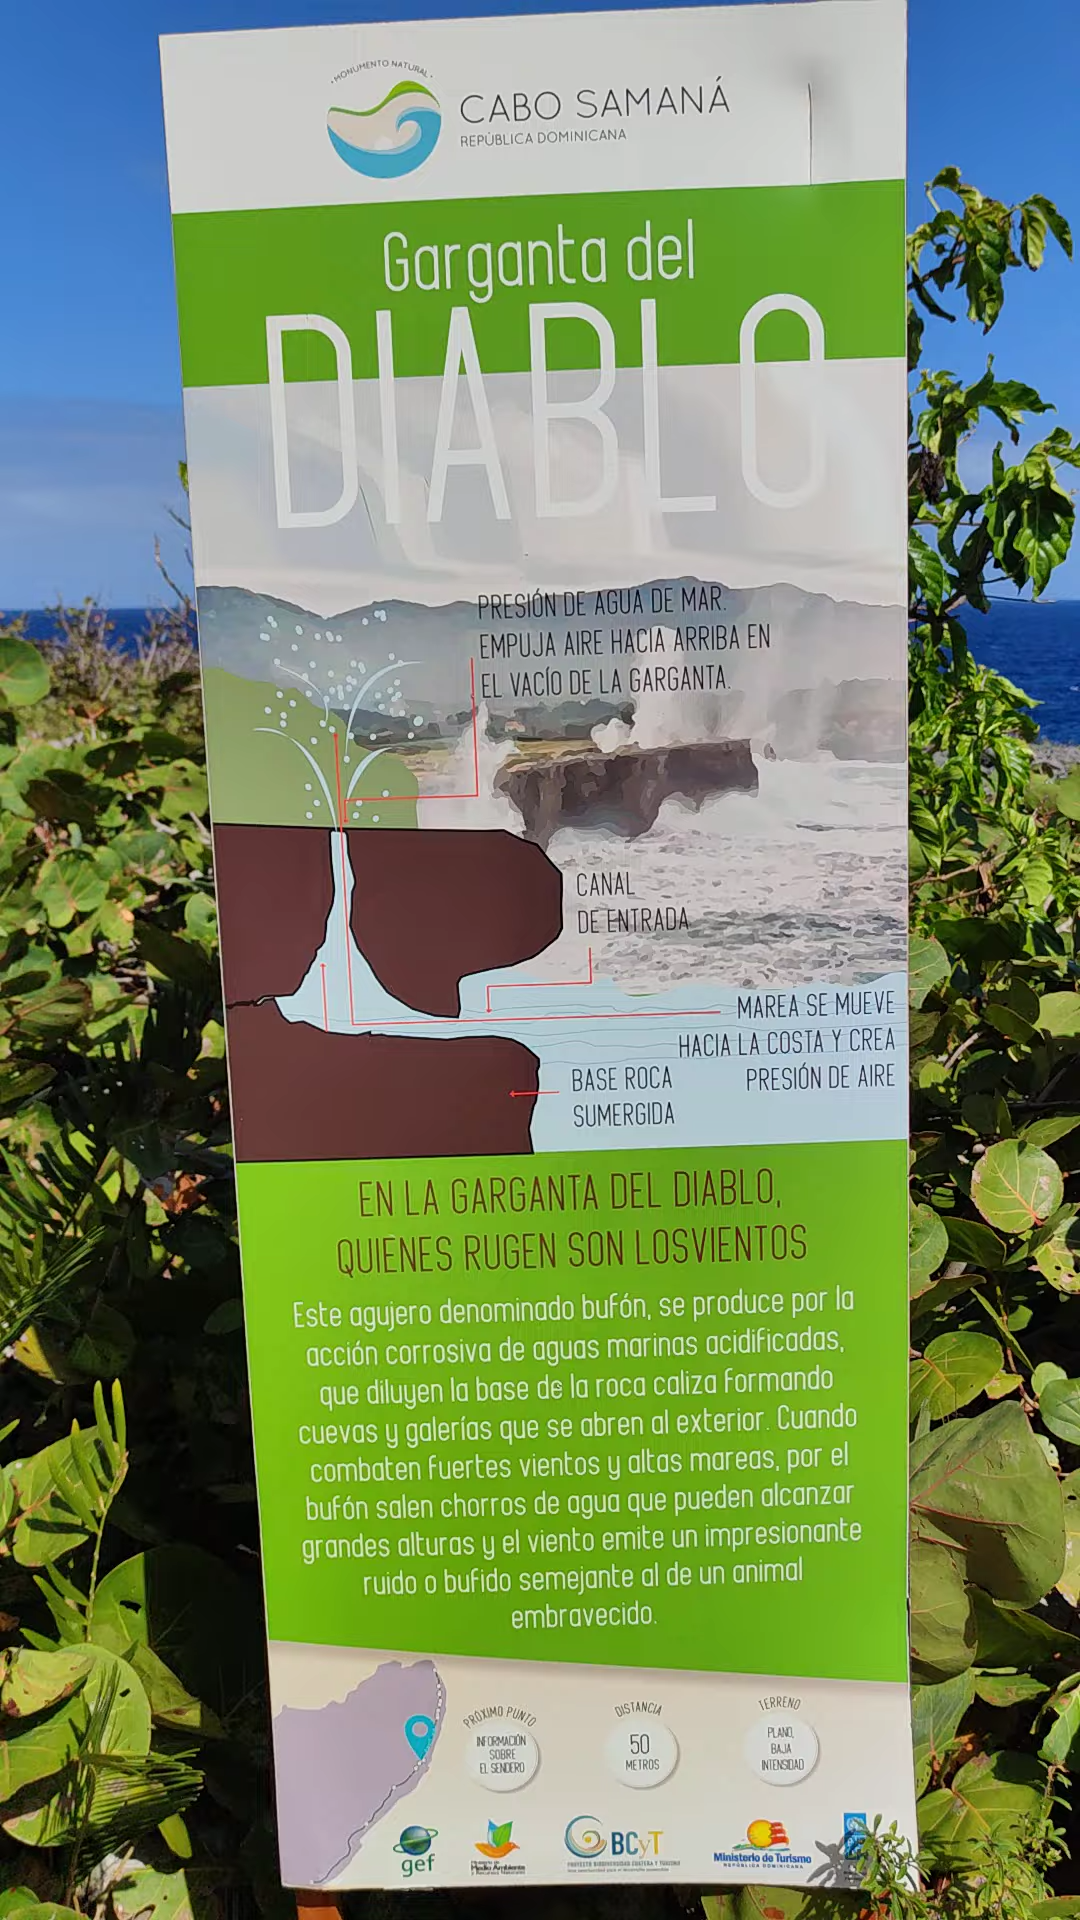 • MONUMENTO NATURAL •
CABO SAMANÁ
REPÚBLICA DOMINICANA
Garganta del
DIABLO
PRESIÓN DE AGUA DE MAR.
EMPUJA AIRE HACIA ARRIBA EN
EL VACÍO DE LA GARGANTA.
CANAL
DE ENTRADA
MAREA SE MUEVE
HACIA LA COSTA Y CREA
PRESIÓN DE AIRE
BASE ROCA
SUMERGIDA
EN LA GARGANTA DEL DIABLO,
QUIENES RUGEN SON LOSVIENTOS
Este agujero denominado bufón, se produce por la
acción corrosiva de aguas marinas acidificadas,
que diluyen la base de la roca caliza formando
cuevas y galerías que se abren al exterior. Cuando
combaten fuertes vientos y altas mareas, por el
bufón salen chorros de agua que pueden alcanzar
grandes alturas y el viento emite un impresionante
ruido o bufido semejante al de un animal
embravecido.
PRÓXIMO PUNTO
INFORMACIÓN
SOBRE
EL SENDERO
DISTANCIA
50
METROS
TERRENO
PLANO,
BAJA
INTENSIDAD
gef
Medio Ambiente
BCyT
PROYECTO BIODIVERSIDAD COSTERA Y TURISMO
Ministerio de Turismo
REPÚBLICA DOMINICANA